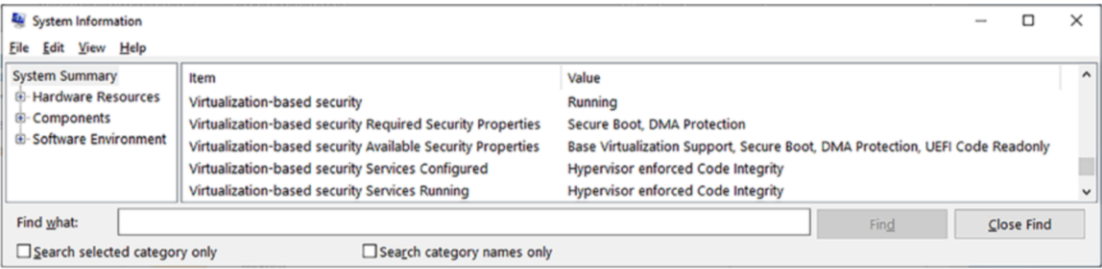 System Information
File Edit View Help
System Summary
Hardware Resources
Components
Software Environment
Item Value
Virtualization-based security Running
Virtualization-based security Required Security Properties Secure Boot, DMA Protection
Virtualization-based security Available Security Properties Base Virtualization Support, Secure Boot, DMA Protection, UEFI Code Readonly
Virtualization-based security Services Configured Hypervisor enforced Code Integrity
Virtualization-based security Services Running Hypervisor enforced Code Integrity
Find what: Find Close Find
Search selected category only Search category names only